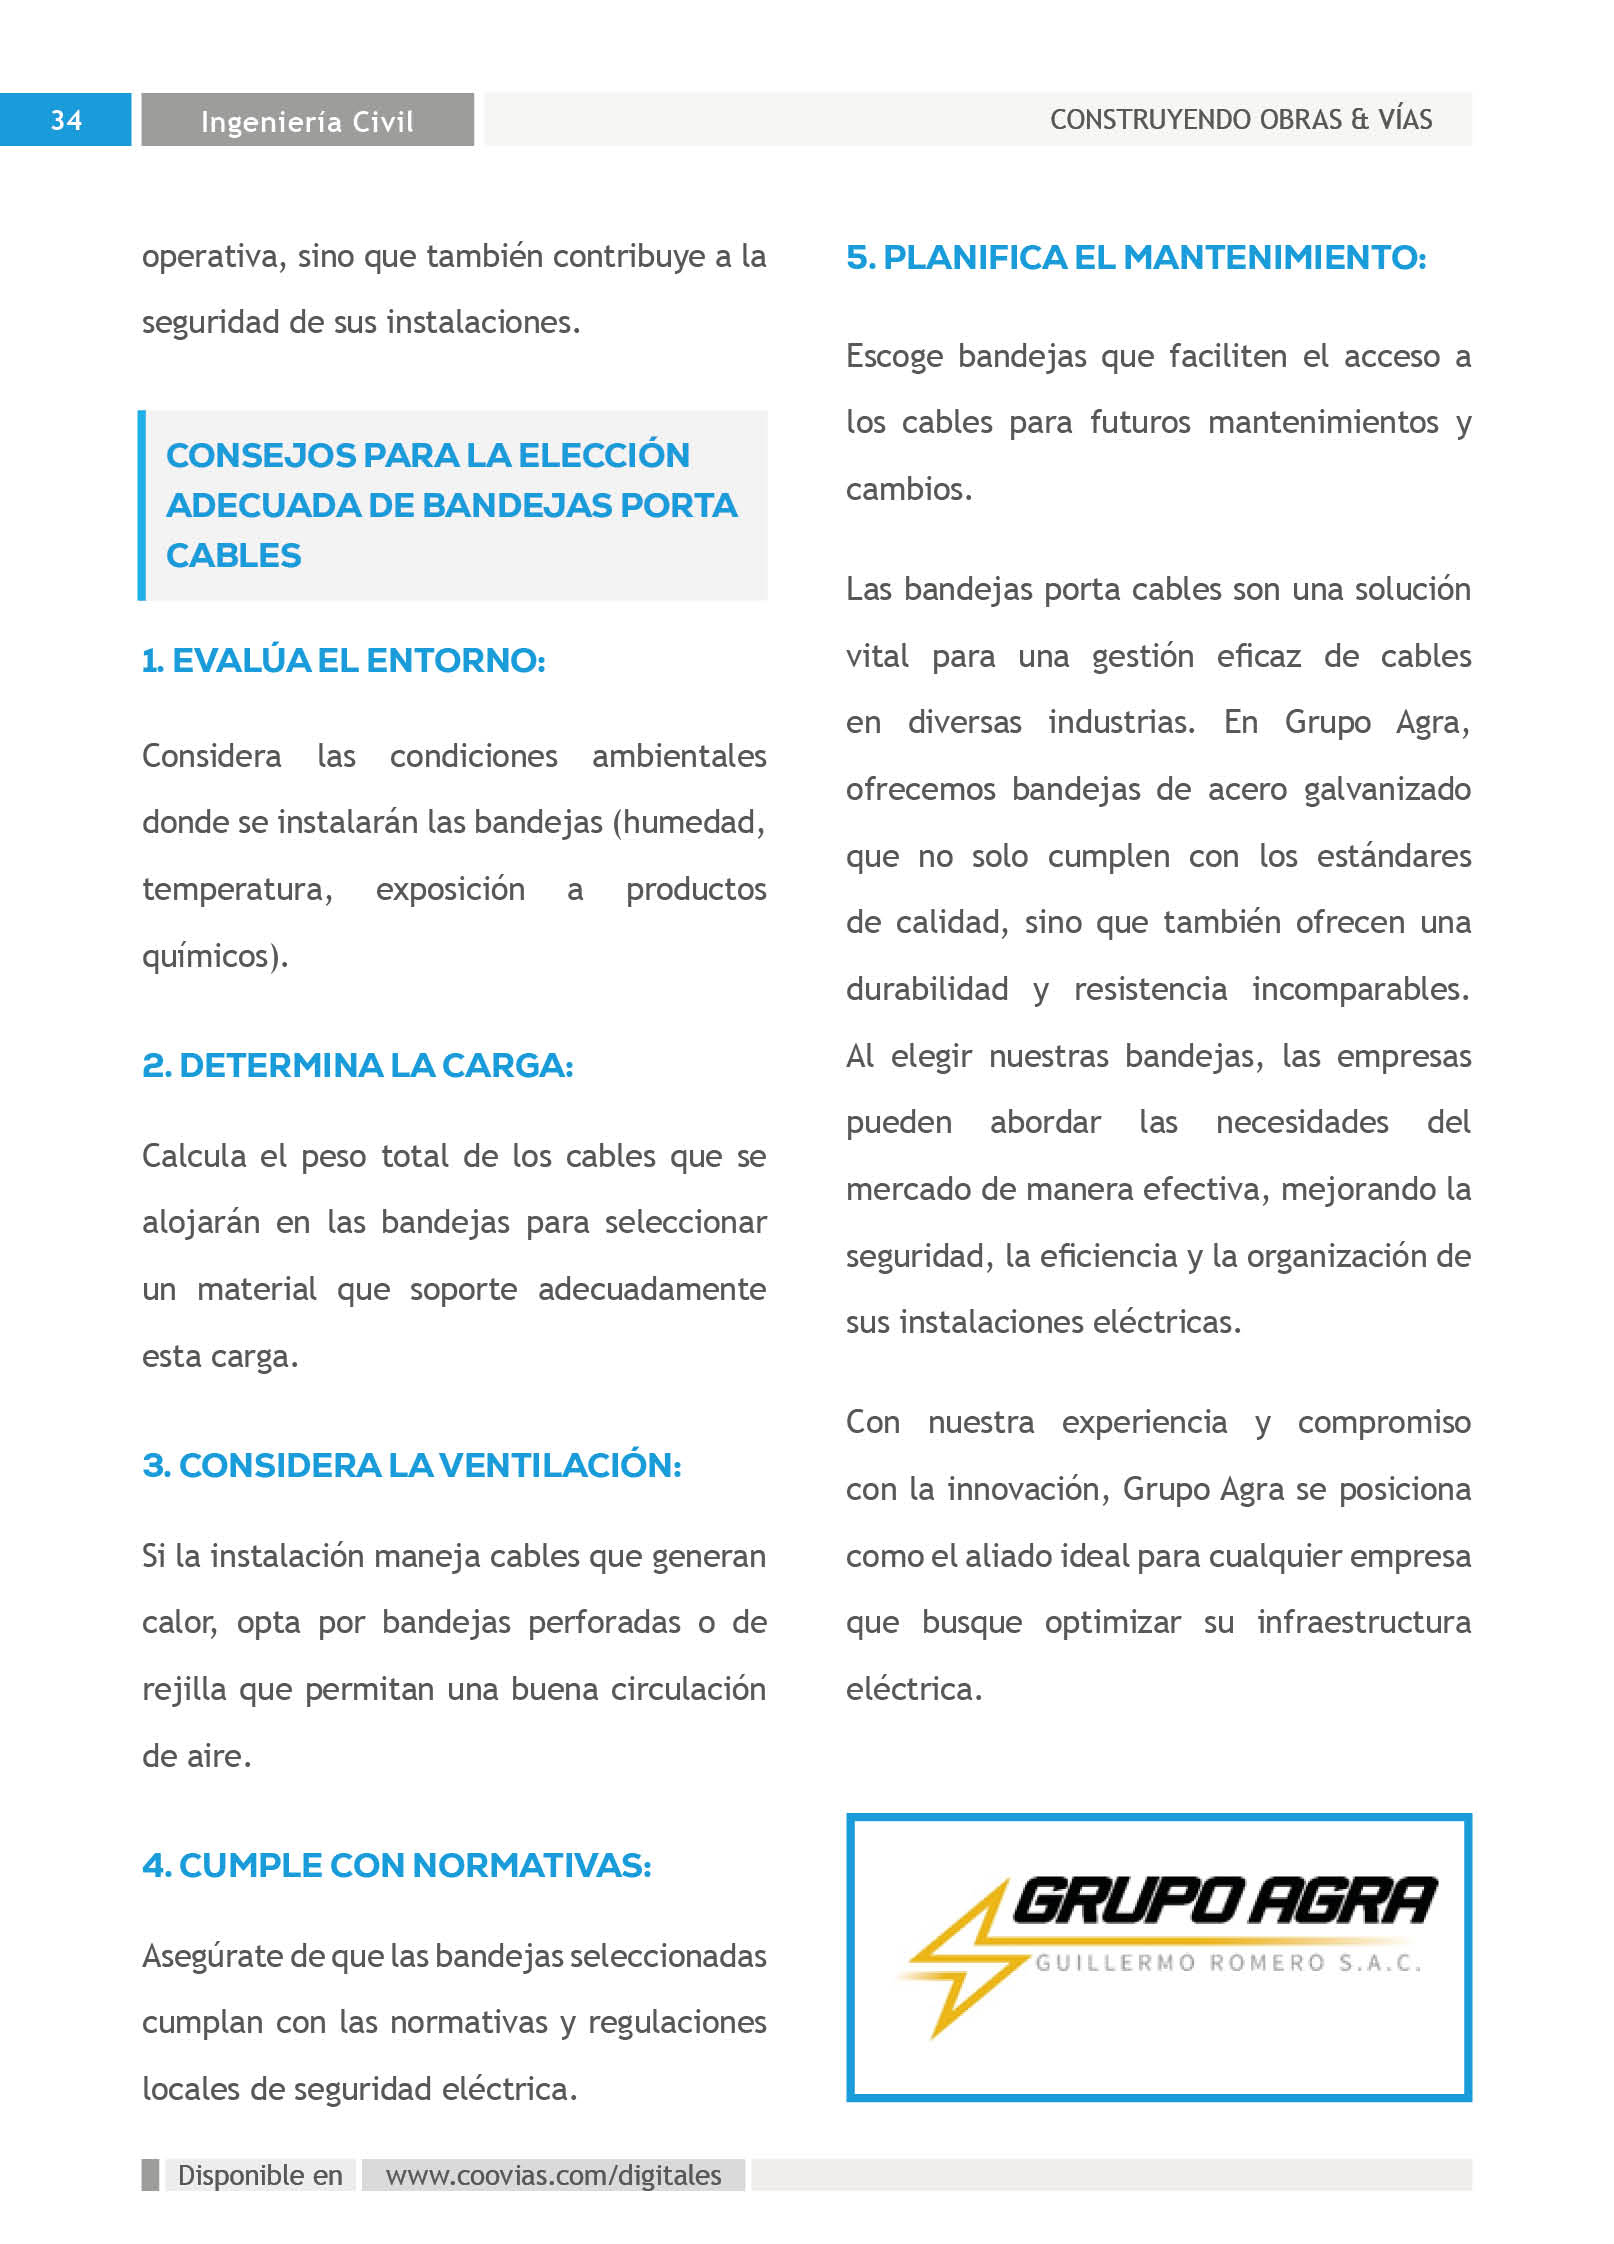 34
Ingeniería Civil
CONSTRUYENDO OBRAS & VÍAS
operativa, sino que también contribuye a la
seguridad de sus instalaciones.
CONSEJOS PARA LA ELECCIÓN
ADECUADA DE BANDEJAS PORTA
CABLES
1. EVALÚA EL ENTORNO:
Considera las condiciones ambientales
donde se instalarán las bandejas (humedad,
temperatura, exposición a productos
químicos).
2. DETERMINA LA CARGA:
Calcula el peso total de los cables que se
alojarán en las bandejas para seleccionar
un material que soporte adecuadamente
esta carga.
3. CONSIDERA LA VENTILACIÓN:
Si la instalación maneja cables que generan
calor, opta por bandejas perforadas o de
rejilla que permitan una buena circulación
de aire.
4. CUMPLE CON NORMATIVAS:
Asegúrate de que las bandejas seleccionadas
cumplan con las normativas y regulaciones
locales de seguridad eléctrica.
5. PLANIFICA EL MANTENIMIENTO:
Escoge bandejas que faciliten el acceso a
los cables para futuros mantenimientos y
cambios.
Las bandejas porta cables son una solución
vital para una gestión eficaz de cables
en diversas industrias. En Grupo Agra,
ofrecemos bandejas de acero galvanizado
que no solo cumplen con los estándares
de calidad, sino que también ofrecen una
durabilidad y resistencia incomparables.
Al elegir nuestras bandejas, las empresas
pueden abordar las necesidades del
mercado de manera efectiva, mejorando la
seguridad, la eficiencia y la organización de
sus instalaciones eléctricas.
Con nuestra experiencia y compromiso
con la innovación, Grupo Agra se posiciona
como el aliado ideal para cualquier empresa
que busque optimizar su infraestructura
eléctrica.
GRUPO AGRA
GUILLERMO ROMERO S.A.C.
Disponible en
www.coovias.com/digitales